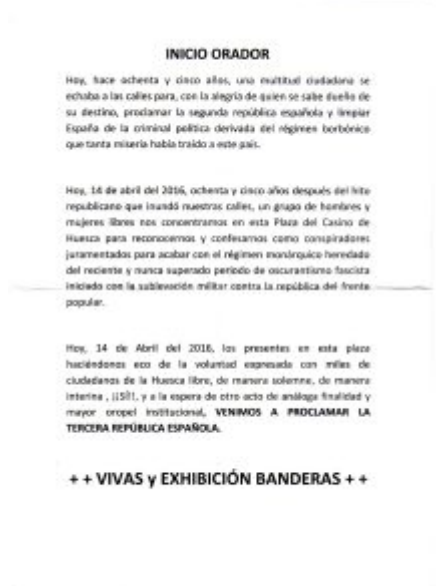 INICIO ORADOR
Hoy, hace ochenta y cinco años, una multitud ciudadana se
echaba a las calles para, con la alegría de quien se sabe dueño de
su destino, proclamar la segunda república española y limpiar
España de la criminal política derivada del régimen borbónico
que tanta miseria había traído a este país.
Hoy, 14 de abril del 2016, ochenta y cinco años después del hito
republicano que inundó nuestras calles, un grupo de hombres y
mujeres libres nos concentramos en esta Plaza del Casino de
Huesca para reconocernos y confesarnos como conspiradores
juramentados para acabar con el régimen monárquico heredado
del reciente y nunca superado periodo de oscurantismo fascista
iniciado con la sublevación militar contra la república del frente
popular.
Hoy, 14 de Abril del 2016, los presentes en esta plaza
haciéndonos eco de la voluntad expresada con miles de
ciudadanos de la Huesca libre, de manera solemne, de manera
interina , ¡¡SÍ!!, y a la espera de otro acto de análoga finalidad y
mayor oropel institucional, VENIMOS A PROCLAMAR LA
TERCERA REPÚBLICA ESPAÑOLA.
+ + VIVAS y EXHIBICIÓN BANDERAS + +